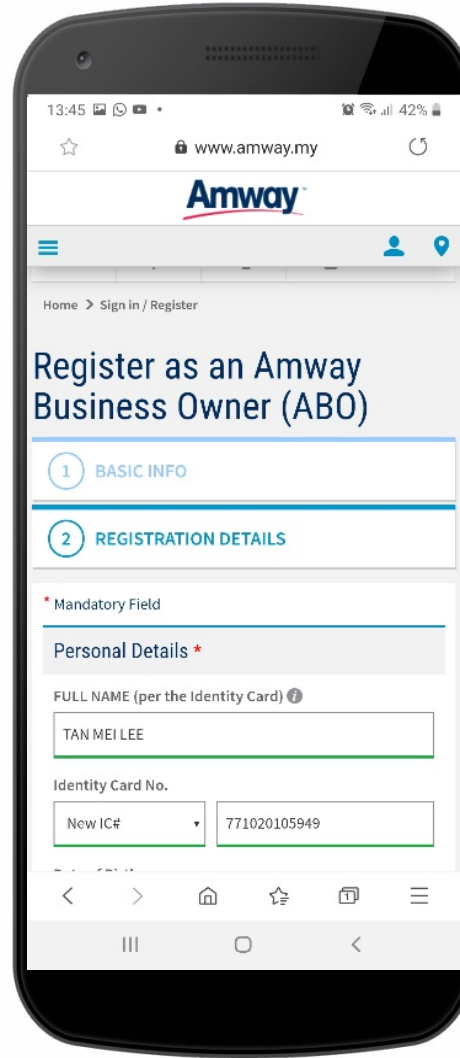 13:45
42%
www.amway.my
Amway
Home > Sign in / Register
Register as an Amway
Business Owner (ABO)
1 BASIC INFO
2 REGISTRATION DETAILS
* Mandatory Field
Personal Details *
FULL NAME (per the Identity Card) i
TAN MEI LEE
Identity Card No.
New IC# 771020105949
1